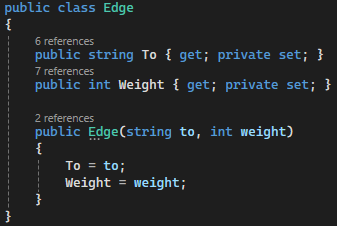 public class Edge
{
6 references
public string To { get; private set; }
7 references
public int Weight { get; private set; }
2 references
public Edge(string to, int weight)
{
To = to;
Weight = weight;
}
}